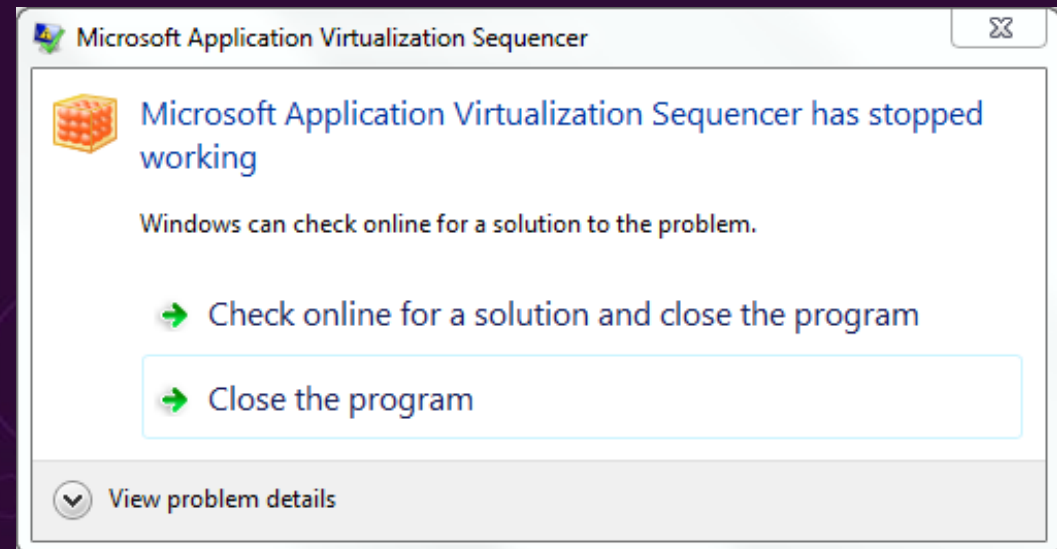 Microsoft Application Virtualization Sequencer
Microsoft Application Virtualization Sequencer has stopped
working
Windows can check online for a solution to the problem.
Check online for a solution and close the program
Close the program
View problem details